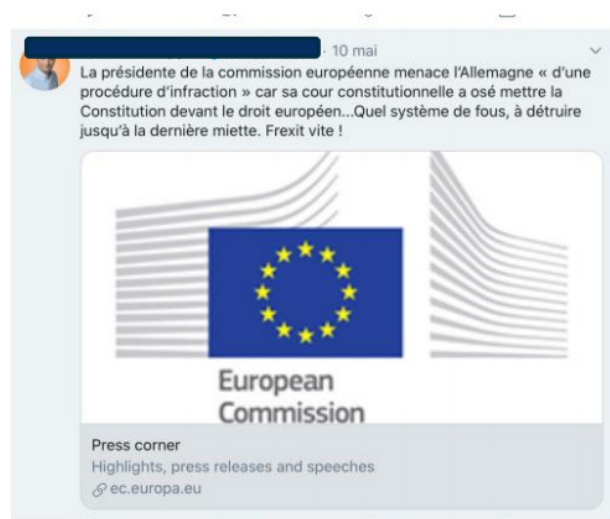 · 10 mai
La présidente de la commission européenne menace l'Allemagne « d'une
procédure d'infraction » car sa cour constitutionnelle a osé mettre la
Constitution devant le droit européen...Quel système de fous, à détruire
jusqu'à la dernière miette. Frexit vite !
European
Commission
Press corner
Highlights, press releases and speeches
ec.europa.eu